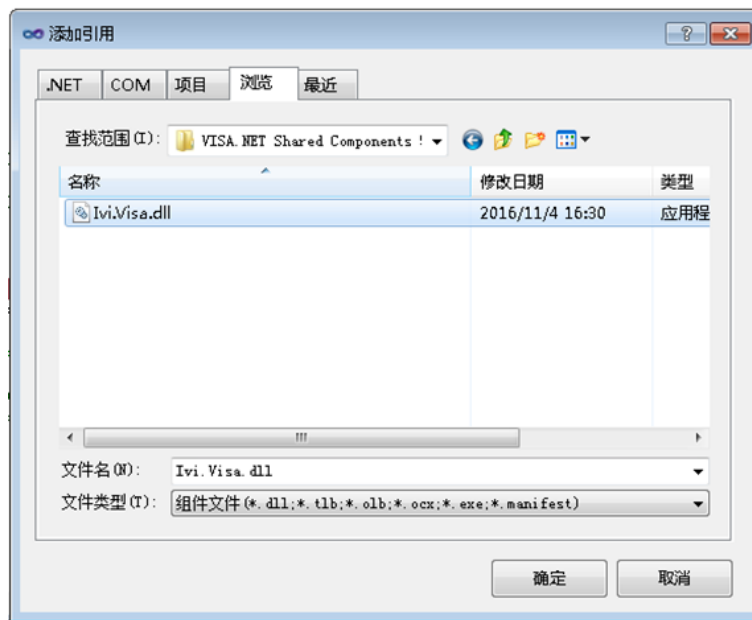 添加引用
.NET COM 项目 浏览 最近
查找范围(I): VISA.NET Shared Components !
名称 修改日期 类型
Ivi.Visa.dll 2016/11/4 16:30 应用程
文件名(N): Ivi.Visa.dll
文件类型(T): 组件文件(*.dll;*.tlb;*.olb;*.ocx;*.exe;*.manifest)
确定 取消